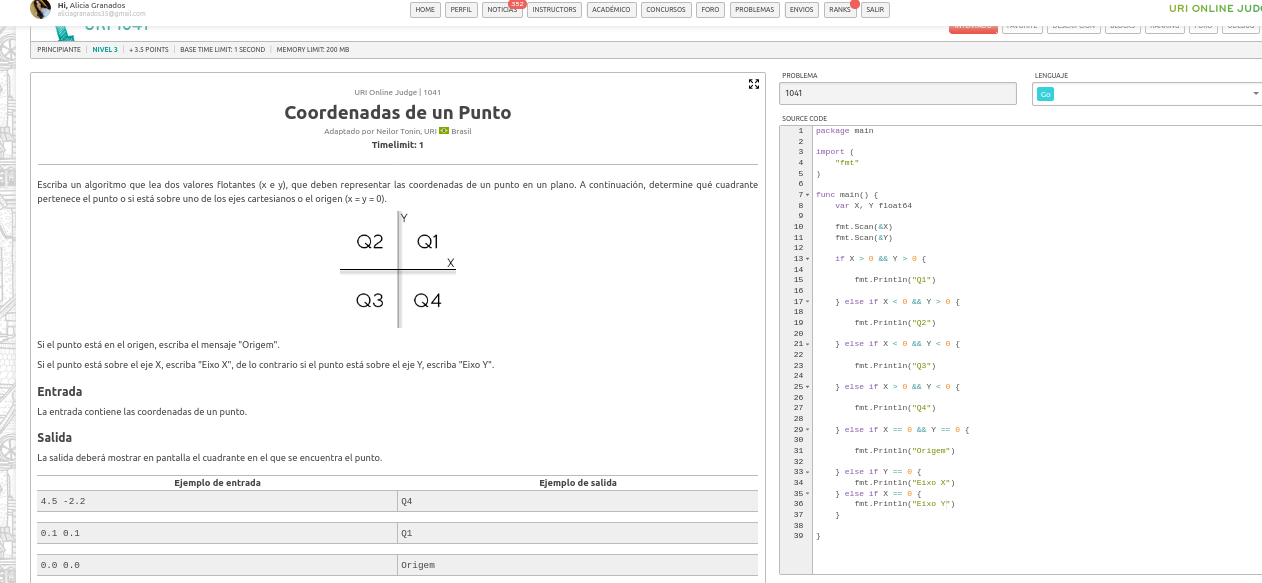 Hi, Alicia Granados
aliciagranados35@gmail.com
HOME PERFIL NOTICIAS 352 INSTRUCTORS ACADÉMICO CONCURSOS FORO PROBLEMAS ENVIOS RANKS SALIR
URI ONLINE JUDG
URI 1041
PRINCIPIANTE NIVEL 3 + 3.5 POINTS BASE TIME LIMIT: 1 SECOND MEMORY LIMIT: 200 MB
URI Online Judge | 1041
Coordenadas de un Punto
Adaptado por Neilor Tonin, URI Brasil
Timelimit: 1
Escriba un algoritmo que lea dos valores flotantes (x e y), que deben representar las coordenadas de un punto en un plano. A continuación, determine qué cuadrante
pertenece el punto o si está sobre uno de los ejes cartesianos o el origen (x = y = 0).
Y
Q2 Q1
X
Q3 Q4
Si el punto está en el origen, escriba el mensaje "Origem".
Si el punto está sobre el eje X, escriba "Eixo X", de lo contrario si el punto está sobre el eje Y, escriba "Eixo Y".
Entrada
La entrada contiene las coordenadas de un punto.
Salida
La salida deberá mostrar en pantalla el cuadrante en el que se encuentra el punto.
Ejemplo de entrada Ejemplo de salida
4.5 -2.2 Q4
0.1 0.1 Q1
0.0 0.0 Origem
PROBLEMA
1041
LENGUAJE
Go
SOURCE CODE
1 package main
2
3 import (
4 "fmt"
5 )
6
7 func main() {
8 var X, Y float64
9
10 fmt.Scan(&X)
11 fmt.Scan(&Y)
12
13 if X > 0 && Y > 0 {
14
15 fmt.Println("Q1")
16
17 } else if X < 0 && Y > 0 {
18
19 fmt.Println("Q2")
20
21 } else if X < 0 && Y < 0 {
22
23 fmt.Println("Q3")
24
25 } else if X > 0 && Y < 0 {
26
27 fmt.Println("Q4")
28
29 } else if X == 0 && Y == 0 {
30
31 fmt.Println("Origem")
32
33 } else if Y == 0 {
34 fmt.Println("Eixo X")
35 } else if X == 0 {
36 fmt.Println("Eixo Y")
37 }
38
39 }